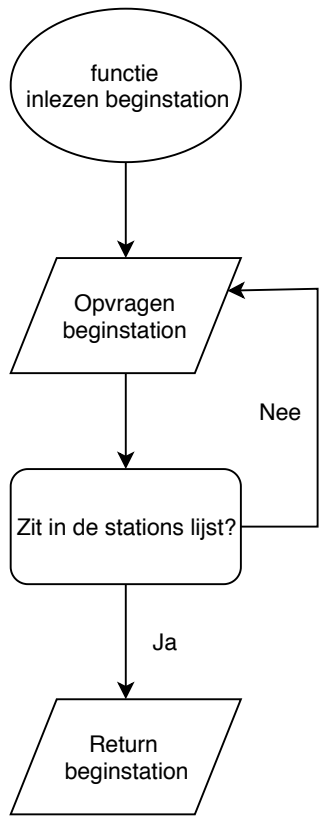 functie
inlezen beginstation
Opvragen
beginstation
Nee
Zit in de stations lijst?
Ja
Return
beginstation